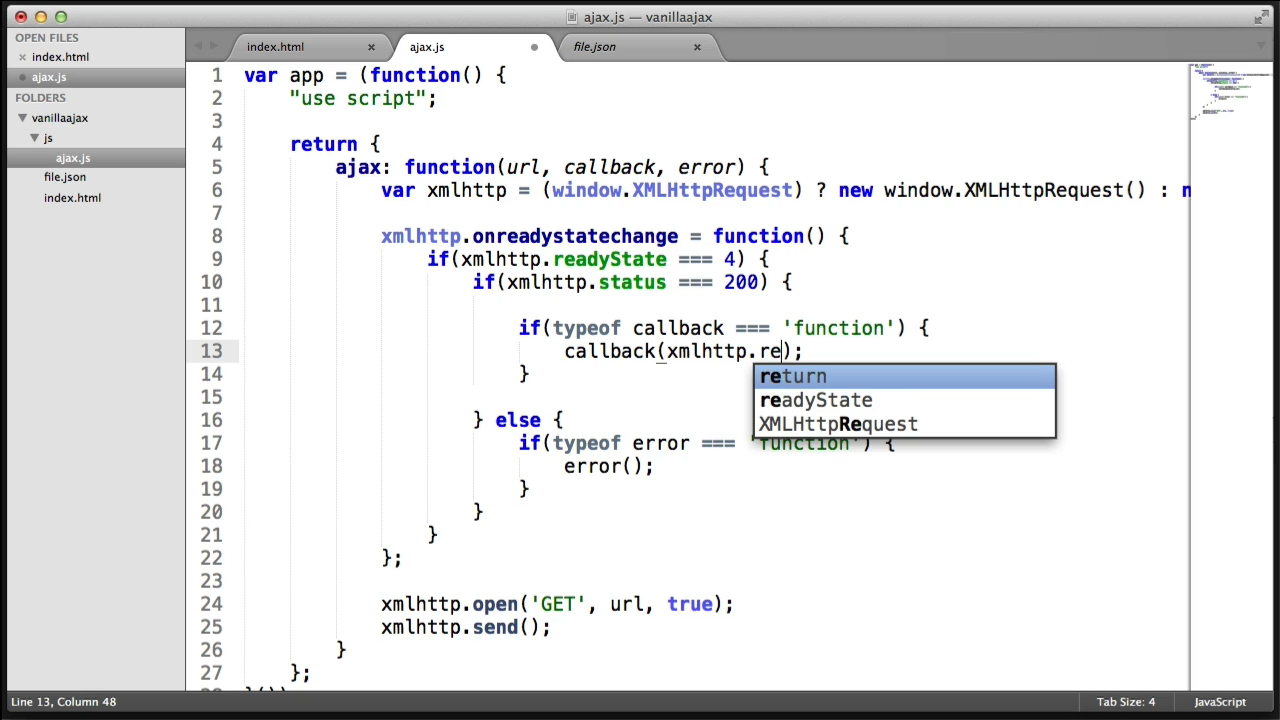 ajax.js — vanillaajax
OPEN FILES
index.html
ajax.js
FOLDERS
vanillaajax
js
ajax.js
file.json
index.html
index.html
ajax.js
file.json
1 var app = (function() {
2 "use script";
3
4 return {
5 ajax: function(url, callback, error) {
6 var xmlhttp = (window.XMLHttpRequest) ? new window.XMLHttpRequest() : n
7
8 xmlhttp.onreadystatechange = function() {
9 if(xmlhttp.readyState === 4) {
10 if(xmlhttp.status === 200) {
11
12 if(typeof callback === 'function') {
13 callback(xmlhttp.re);
14 }
return
readyState
XMLHttpRequest
15
16 } else {
17 if(typeof error === 'function') {
18 error();
19 }
20 }
21 }
22 };
23
24 xmlhttp.open('GET', url, true);
25 xmlhttp.send();
26 }
27 };
28 }());
Line 13, Column 48
Tab Size: 4
JavaScript